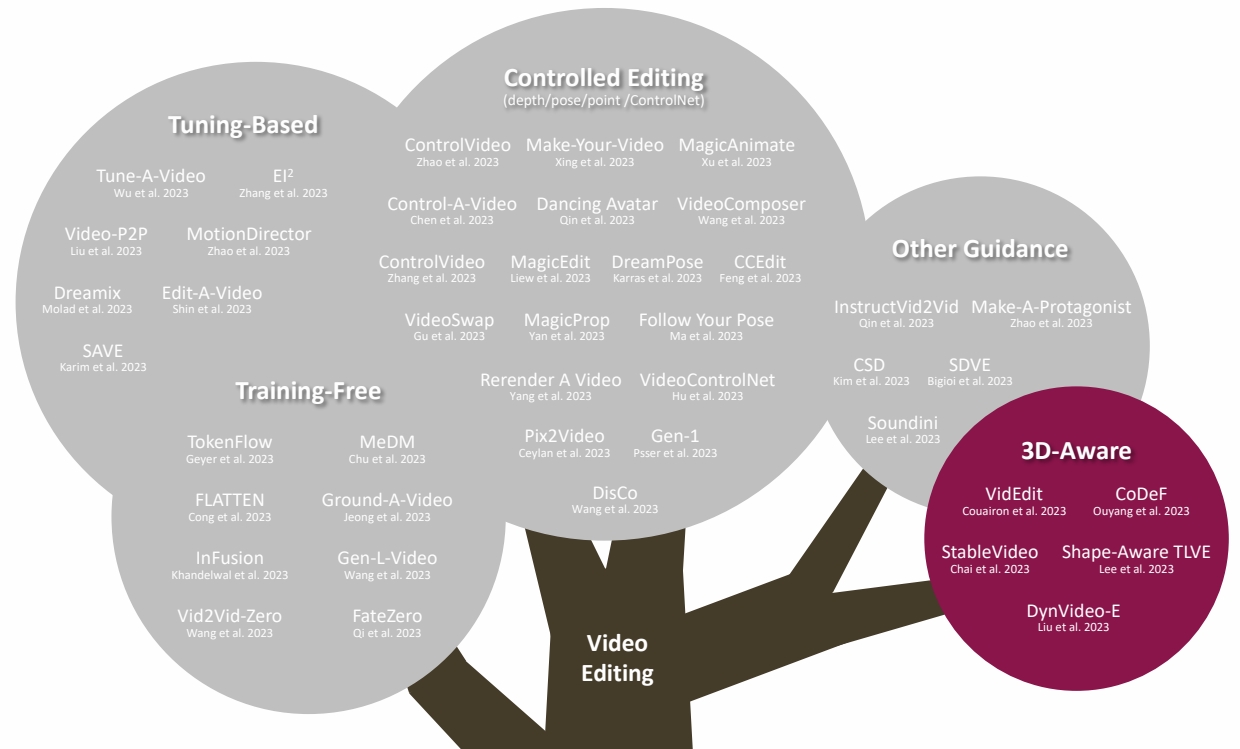 Controlled Editing
(depth/pose/point /ControlNet)
ControlVideo Make-Your-Video MagicAnimate
Zhao et al. 2023 Xing et al. 2023 Xu et al. 2023
Control-A-Video Dancing Avatar VideoComposer
Chen et al. 2023 Qin et al. 2023 Wang et al. 2023
ControlVideo MagicEdit DreamPose CCEdit
Zhang et al. 2023 Liew et al. 2023 Karras et al. 2023 Feng et al. 2023
VideoSwap MagicProp Follow Your Pose
Gu et al. 2023 Yan et al. 2023 Ma et al. 2023
Rerender A Video VideoControlNet
Yang et al. 2023 Hu et al. 2023
Pix2Video Gen-1
Ceylan et al. 2023 Psser et al. 2023
DisCo
Wang et al. 2023
Tuning-Based
Tune-A-Video EI²
Wu et al. 2023 Zhang et al. 2023
Video-P2P MotionDirector
Liu et al. 2023 Zhao et al. 2023
Dreamix Edit-A-Video
Molad et al. 2023 Shin et al. 2023
SAVE
Karim et al. 2023
Training-Free
TokenFlow MeDM
Geyer et al. 2023 Chu et al. 2023
FLATTEN Ground-A-Video
Cong et al. 2023 Jeong et al. 2023
InFusion Gen-L-Video
Khandelwal et al. 2023 Wang et al. 2023
Vid2Vid-Zero FateZero
Wang et al. 2023 Qi et al. 2023
Other Guidance
InstructVid2Vid Make-A-Protagonist
Qin et al. 2023 Zhao et al. 2023
CSD SDVE
Kim et al. 2023 Bigioi et al. 2023
Soundini
Lee et al. 2023
3D-Aware
VidEdit CoDeF
Couairon et al. 2023 Ouyang et al. 2023
StableVideo Shape-Aware TLVE
Chai et al. 2023 Lee et al. 2023
DynVideo-E
Liu et al. 2023
Video
Editing